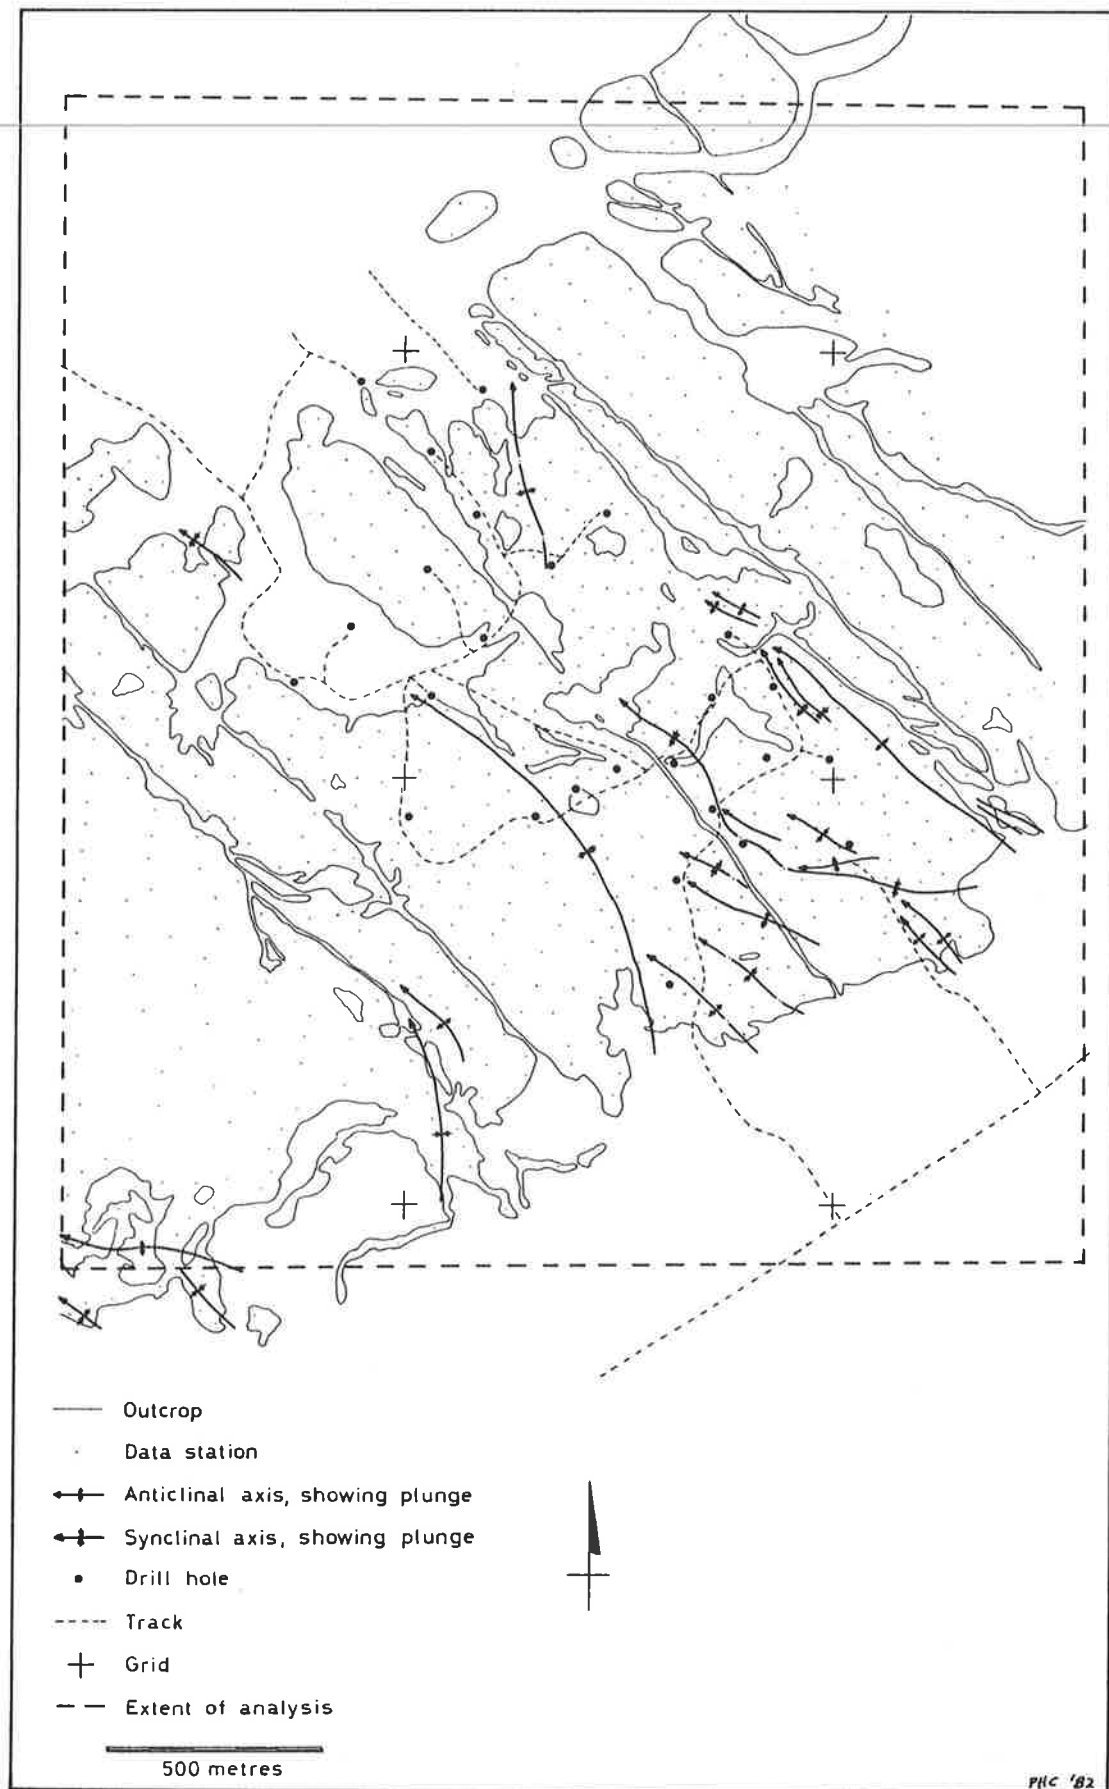 Outcrop
Data station
Anticlinal axis, showing plunge
Synclinal axis, showing plunge
Drill hole
Track
Grid
Extent of analysis
500 metres
PHC '82